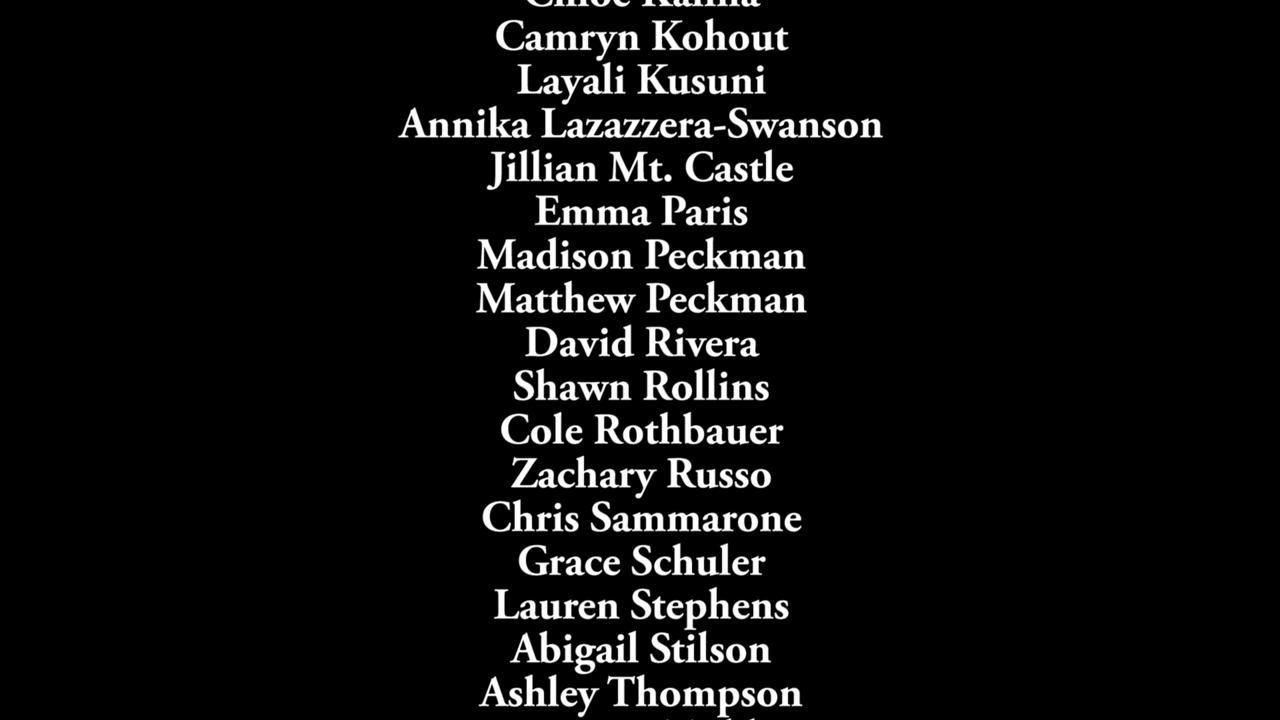 Camryn Kohout
Layali Kusuni
Annika Lazazzera-Swanson
Jillian Mt. Castle
Emma Paris
Madison Peckman
Matthew Peckman
David Rivera
Shawn Rollins
Cole Rothbauer
Zachary Russo
Chris Sammarone
Grace Schuler
Lauren Stephens
Abigail Stilson
Ashley Thompson